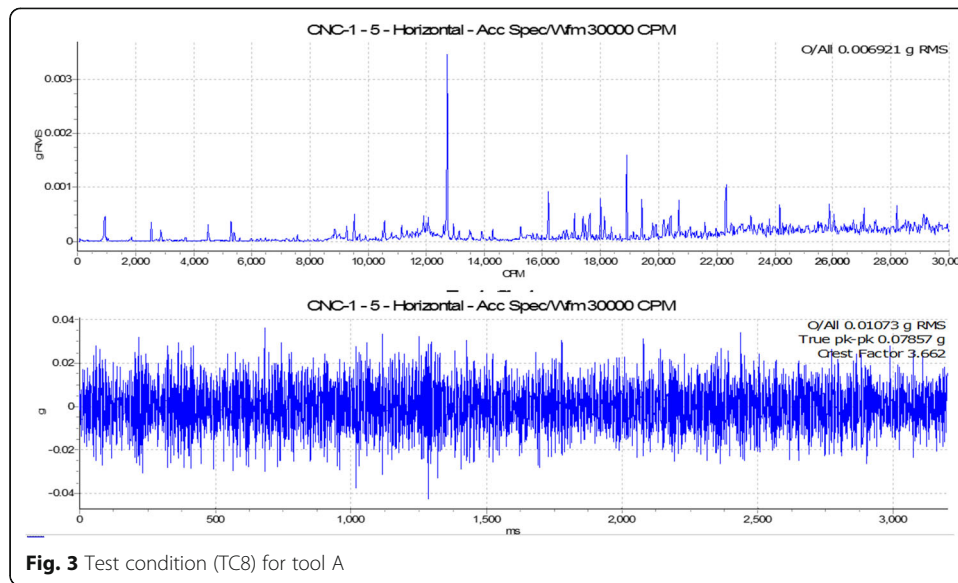 CNC-1 - 5 - Horizontal - Acc Spec/Wfm 30000 CPM
O/All 0.006921 g RMS
0.003
0.002
0.001
0
g RMS
0 2,000 4,000 6,000 8,000 10,000 12,000 14,000 16,000 18,000 20,000 22,000 24,000 26,000 28,000 30,00
CPM
CNC-1 - 5 - Horizontal - Acc Spec/Wfm 30000 CPM
O/All 0.01073 g RMS
True pk-pk 0.07857 g
Crest Factor 3.662
0.04
0.02
0
-0.02
-0.04
g
0 500 1,000 1,500 2,000 2,500 3,000
ms
Fig. 3 Test condition (TC8) for tool A